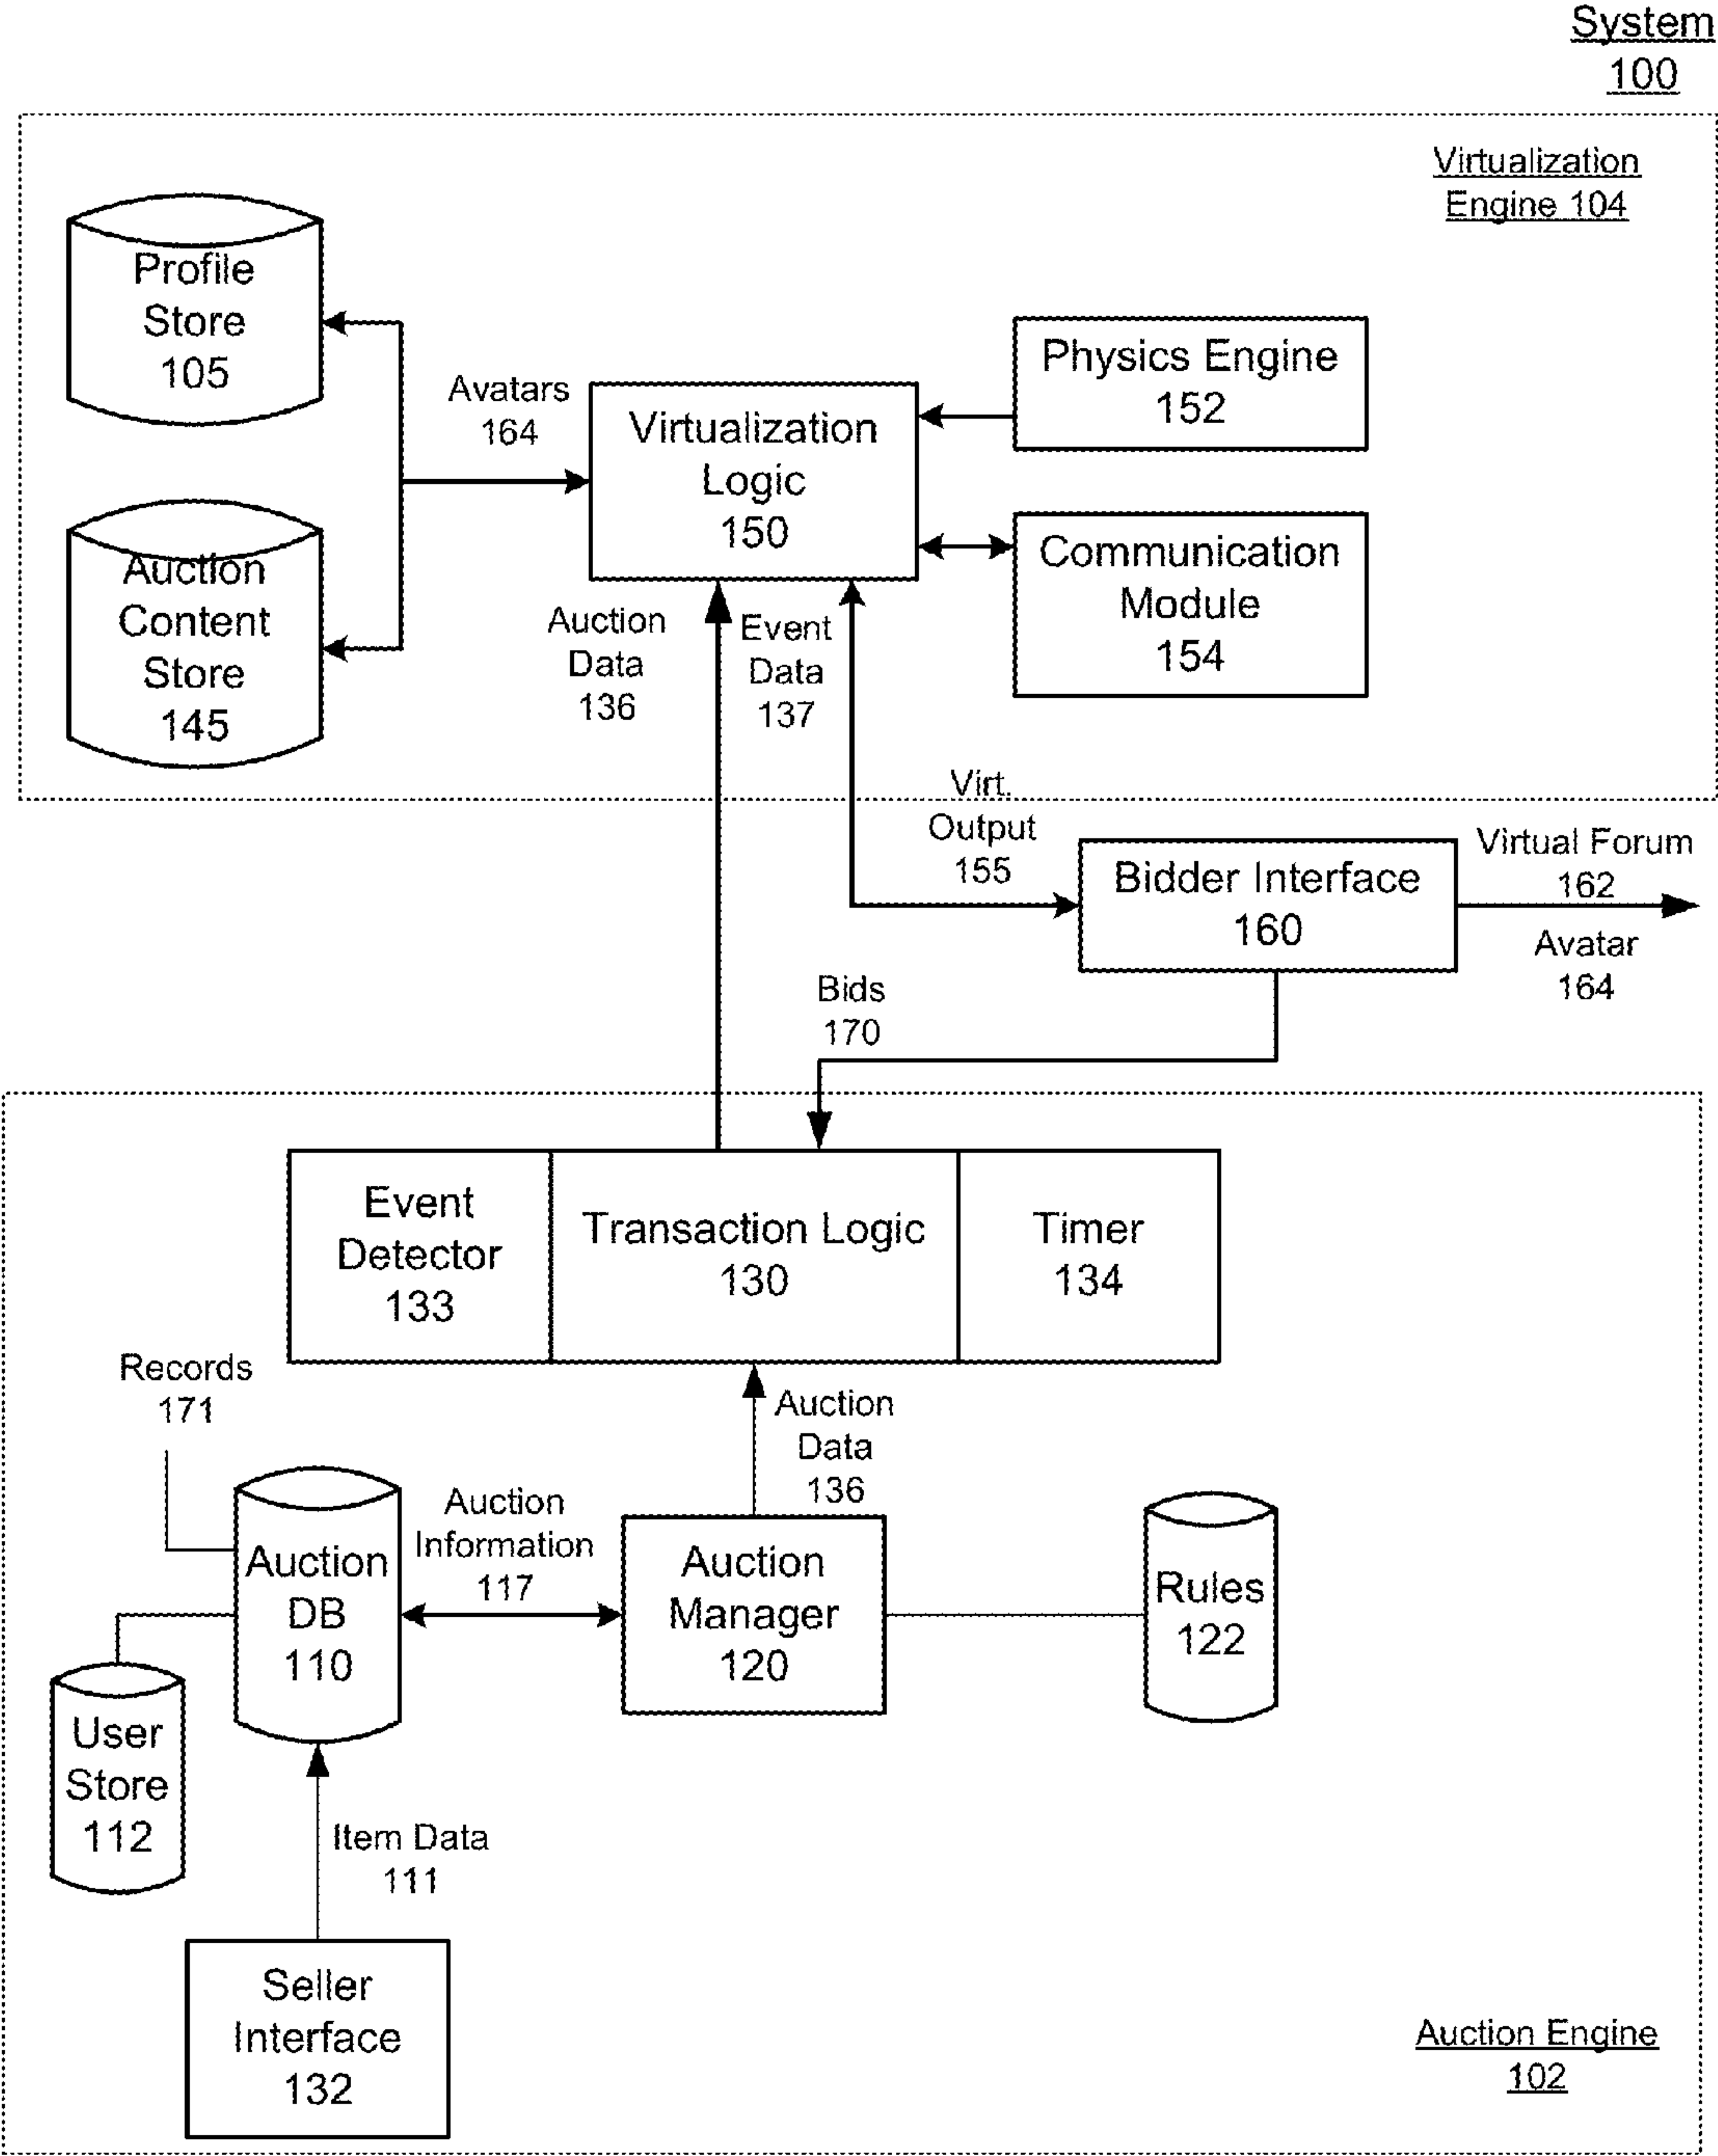 System
100
Virtualization
Engine 104
Profile
Store
105
Avatars
164
Virtualization
Logic
150
Physics Engine
152
Communication
Module
154
Auction
Content
Store
145
Auction
Data
136
Event
Data
137
Virt.
Output
155
Bidder Interface
160
Virtual Forum
162
Avatar
164
Bids
170
Event
Detector
133
Transaction Logic
130
Timer
134
Records
171
Auction
Data
136
Auction
DB
110
Auction
Information
117
Auction
Manager
120
Rules
122
User
Store
112
Item Data
111
Seller
Interface
132
Auction Engine
102